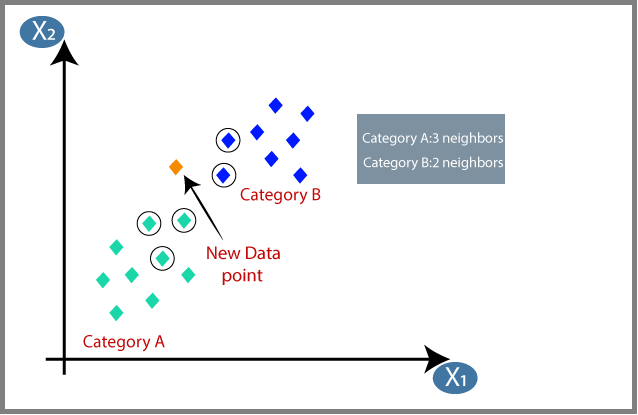 X2
Category A:3 neighbors
Category B:2 neighbors
Category B
New Data
point
Category A
X1